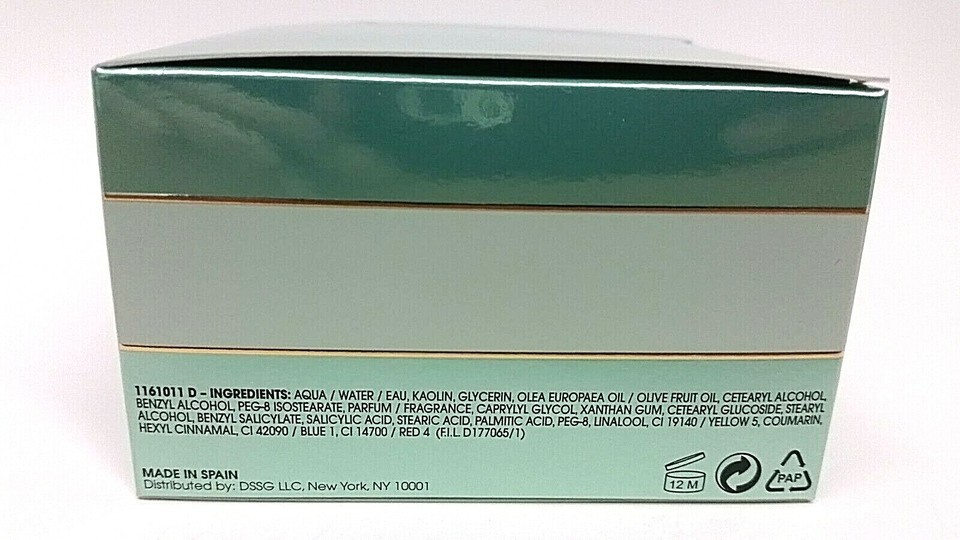 1161011 D – INGREDIENTS: AQUA / WATER / EAU, KAOLIN, GLYCERIN, OLEA EUROPAEA OIL / OLIVE FRUIT OIL, CETEARYL ALCOHOL,
BENZYL ALCOHOL, PEG-8 ISOSTEARATE, PARFUM / FRAGRANCE, CAPRYLYL GLYCOL, XANTHAN GUM, CETEARYL GLUCOSIDE, STEARYL
ALCOHOL, BENZYL SALICYLATE, SALICYLIC ACID, STEARIC ACID, PALMITIC ACID, PEG-8, LINALOOL, CI 19140 / YELLOW 5, COUMARIN,
HEXYL CINNAMAL, CI 42090 / BLUE 1, CI 14700 / RED 4 (F.I.L. D177065/1)
MADE IN SPAIN
Distributed by: DSSG LLC, New York, NY 10001
12 M
PAP